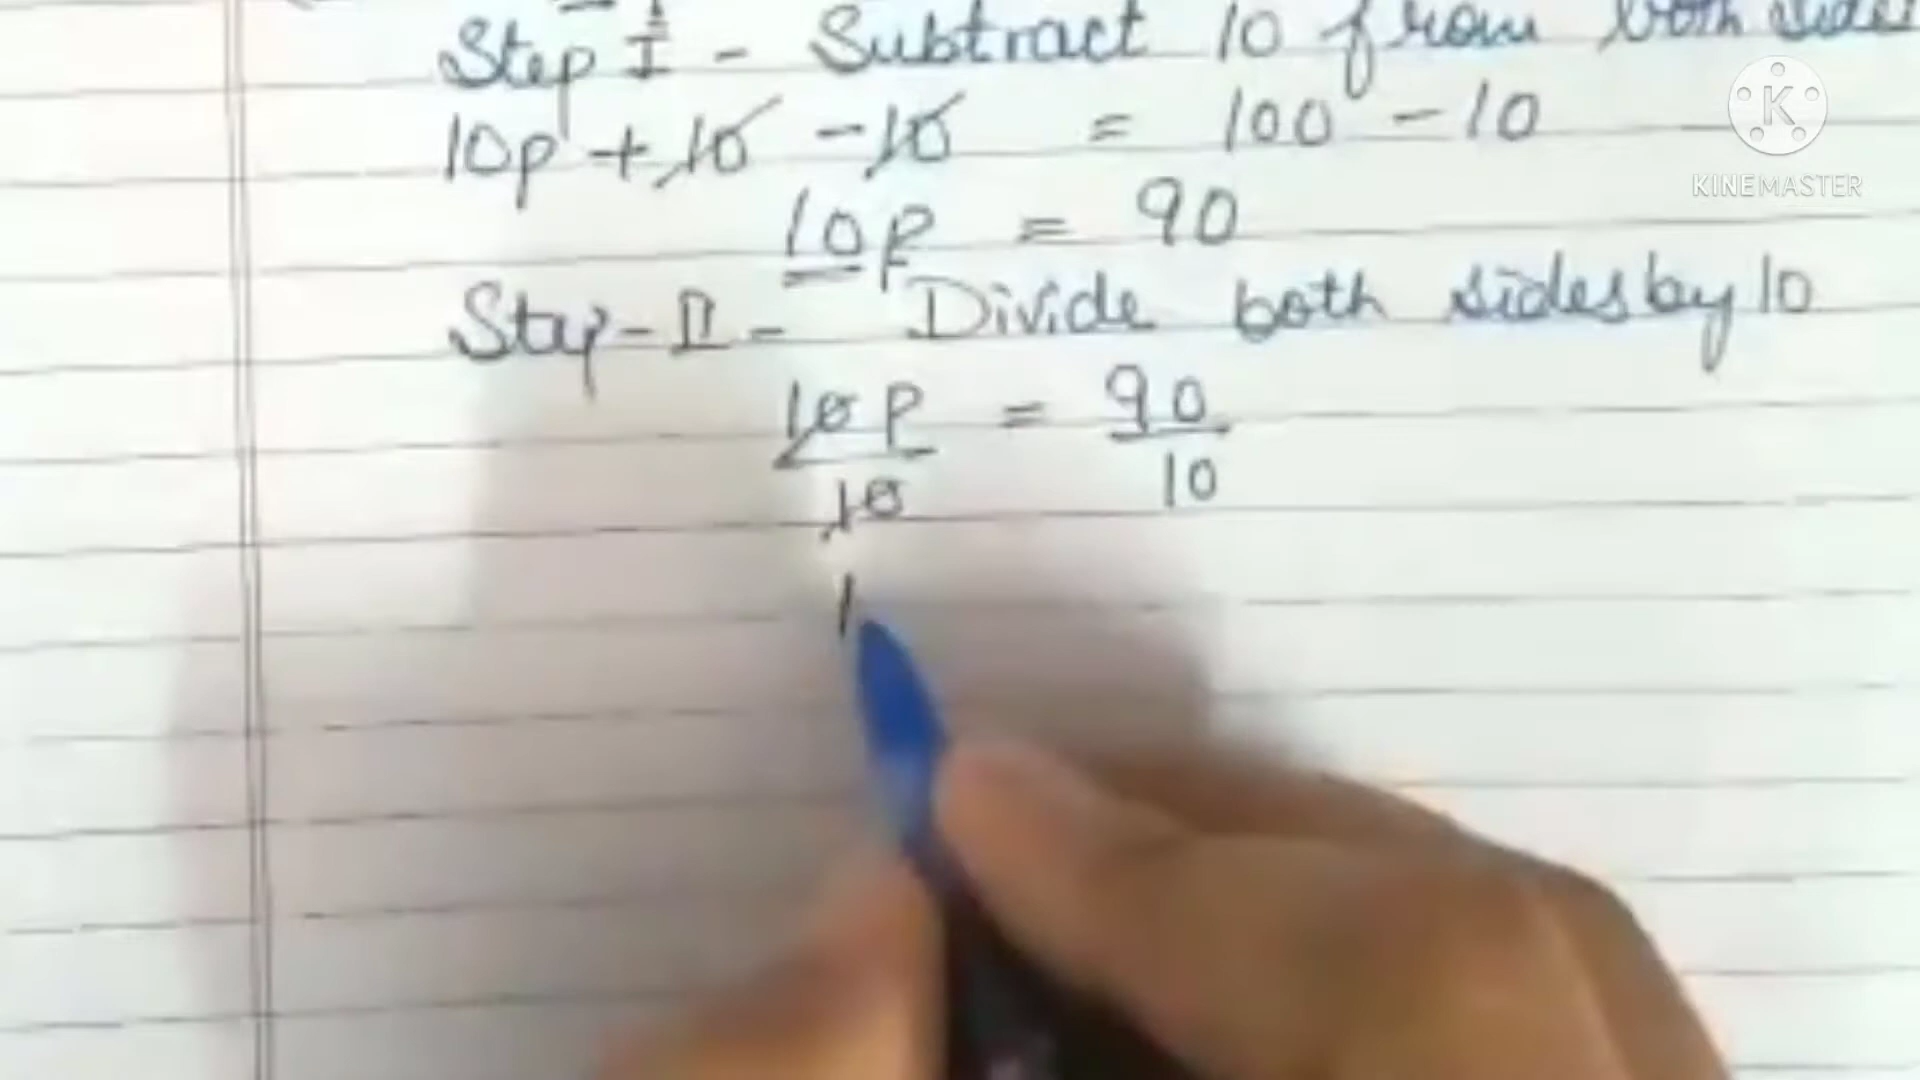 Step I - Subtract 10 from both sides
10p + 10 - 10 = 100 - 10
10p = 90
Step-II - Divide both sides by 10
10p/10 = 90/10
K
KINEMASTER